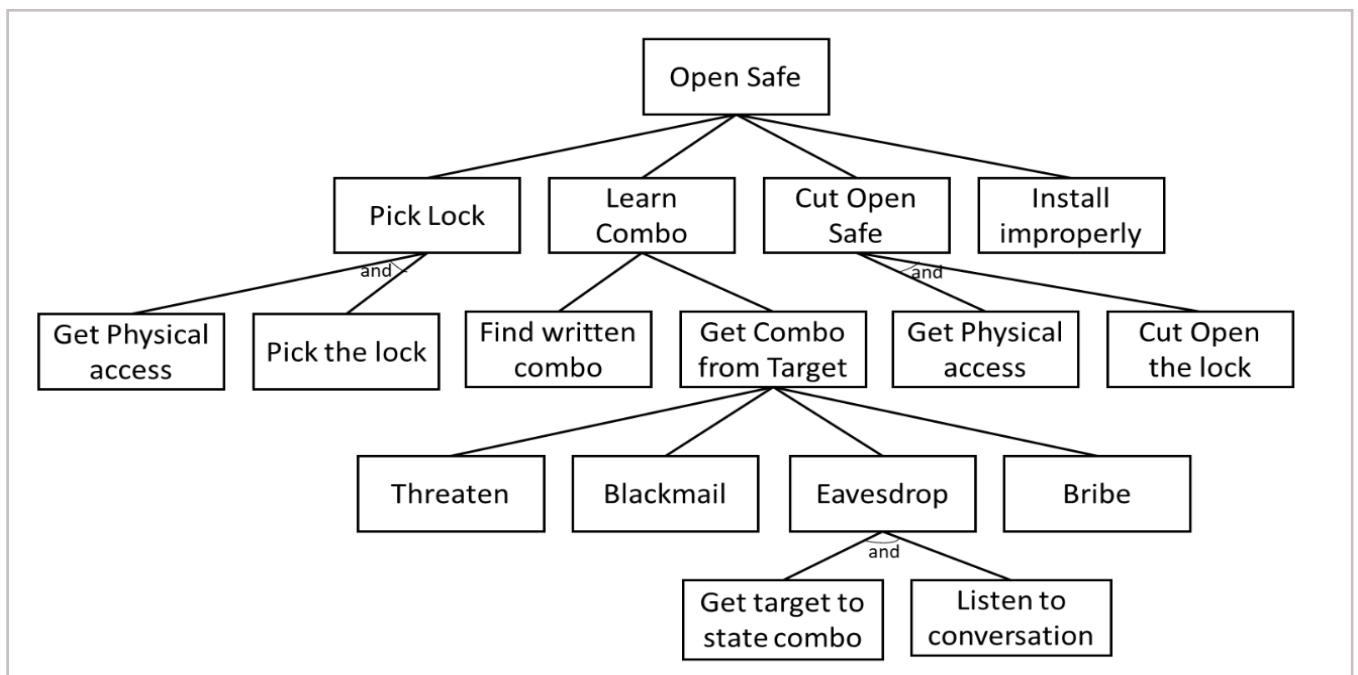 Open Safe
Pick Lock
Learn
Combo
Cut Open
Safe
Install
improperly
and
and
Get Physical
access
Pick the lock
Find written
combo
Get Combo
from Target
Get Physical
access
Cut Open
the lock
Threaten
Blackmail
Eavesdrop
Bribe
and
Get target to
state combo
Listen to
conversation